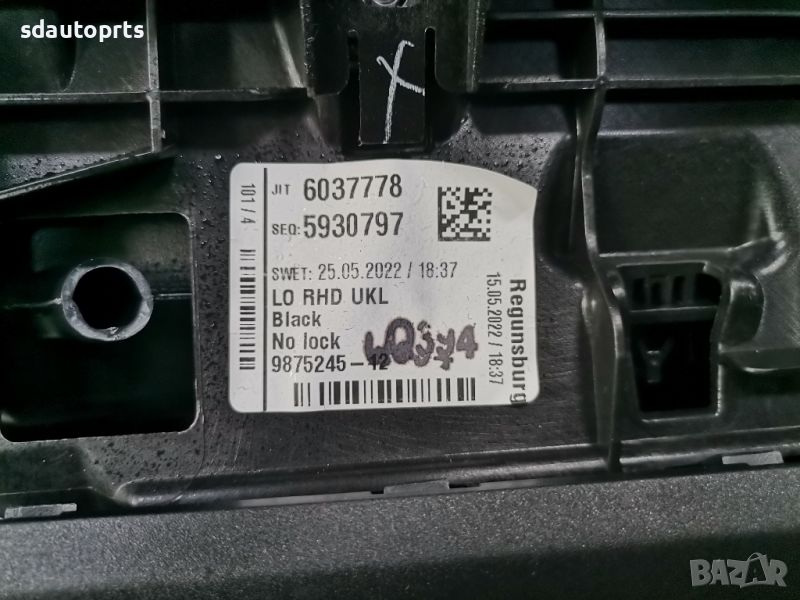 sdautoprts
X
101 / 4
JIT 6037778
SEQ: 5930797
SWET: 25.05.2022 / 18:37
LO RHD UKL
Black
No lock
9875245-12
Regunsburg
15.05.2022 / 18:37
BAZAR